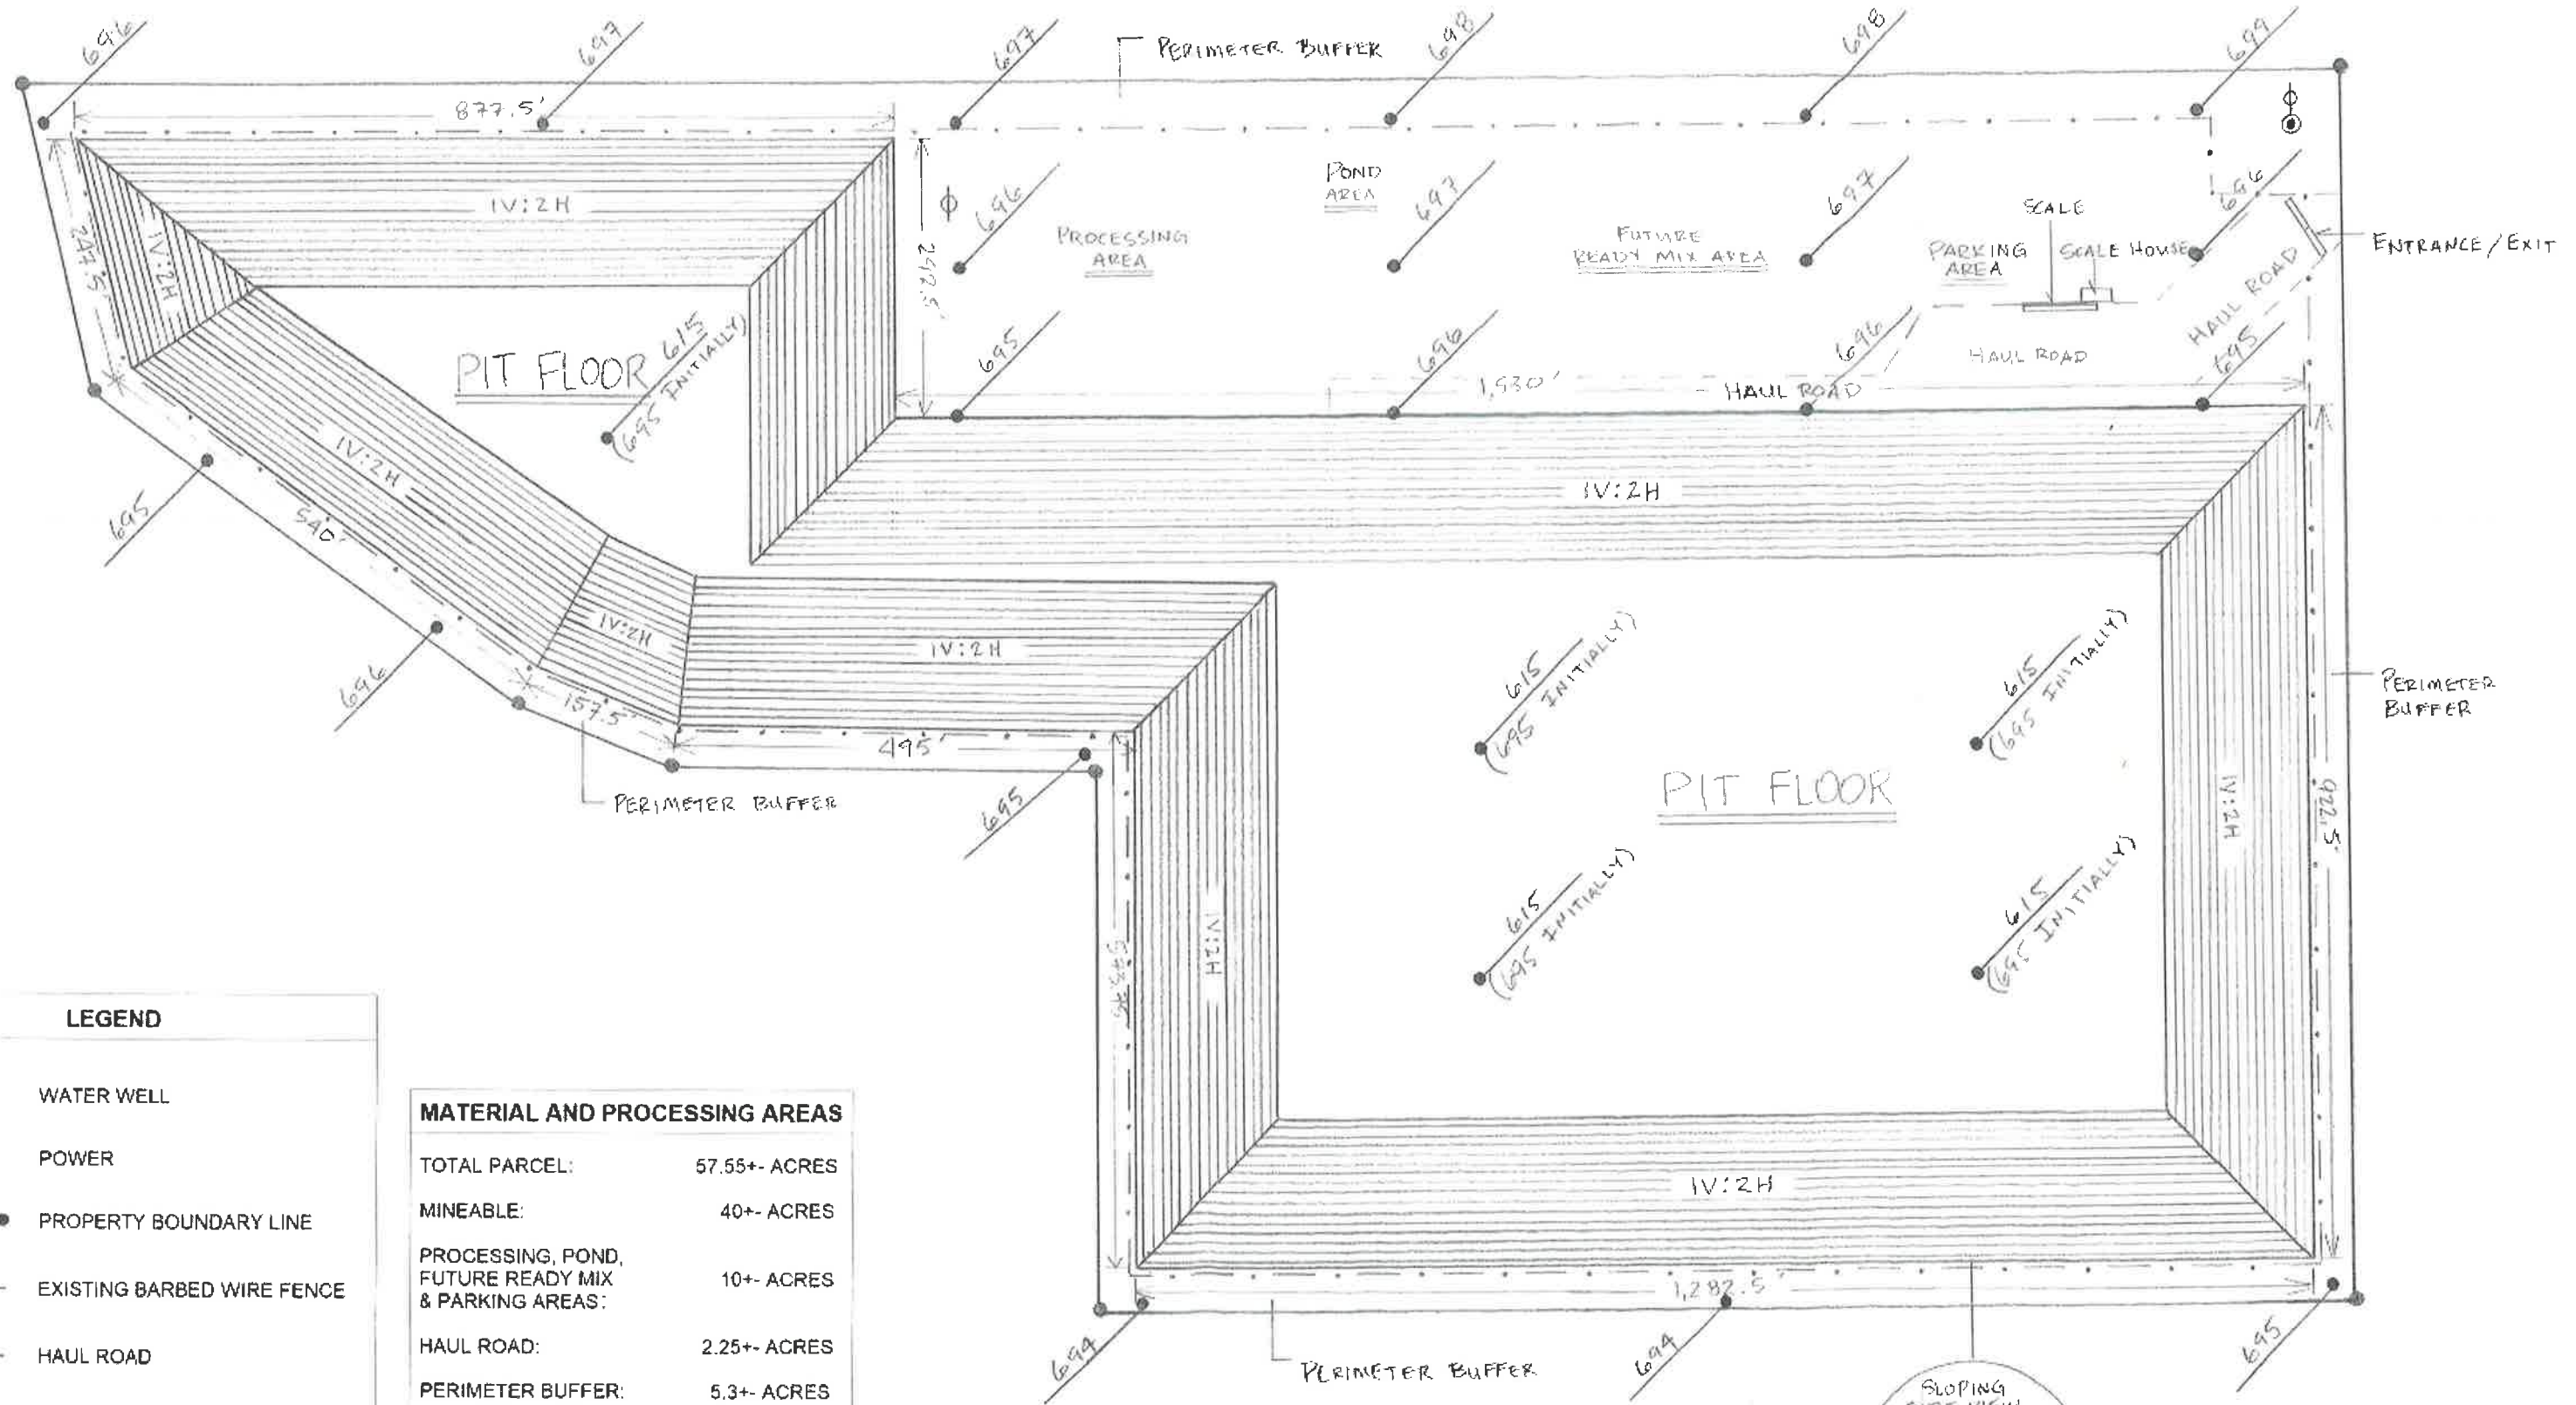 696
697
697
698
698
699
PERIMETER BUFFER
877.5'
247.5'
1V:2H
1V:2H
292.5'
696
697
697
696
PROCESSING
AREA
POND
AREA
FUTURE
READY MIX AREA
PARKING
AREA
SCALE
SCALE HOUSE
ENTRANCE/EXIT
HAUL ROAD
HAUL ROAD
HAUL ROAD
695
696
696
695
1,530'
PIT FLOOR
615
(695 INITIALLY)
1V:2H
540'
1V:2H
695
696
1V:2H
157.5'
1V:2H
495'
695
PERIMETER BUFFER
615
(695 INITIALLY)
615
(695 INITIALLY)
PIT FLOOR
615
(695 INITIALLY)
615
(695 INITIALLY)
1V:2H
1V:2H
922.5'
PERIMETER
BUFFER
1V:2H
1,282.5'
694
694
695
PERIMETER BUFFER
SLOPING
LEGEND
WATER WELL
POWER
PROPERTY BOUNDARY LINE
EXISTING BARBED WIRE FENCE
HAUL ROAD
MATERIAL AND PROCESSING AREAS
TOTAL PARCEL: 57.55+- ACRES
MINEABLE: 40+- ACRES
PROCESSING, POND,
FUTURE READY MIX 10+- ACRES
& PARKING AREAS:
HAUL ROAD: 2.25+- ACRES
PERIMETER BUFFER: 5.3+- ACRES